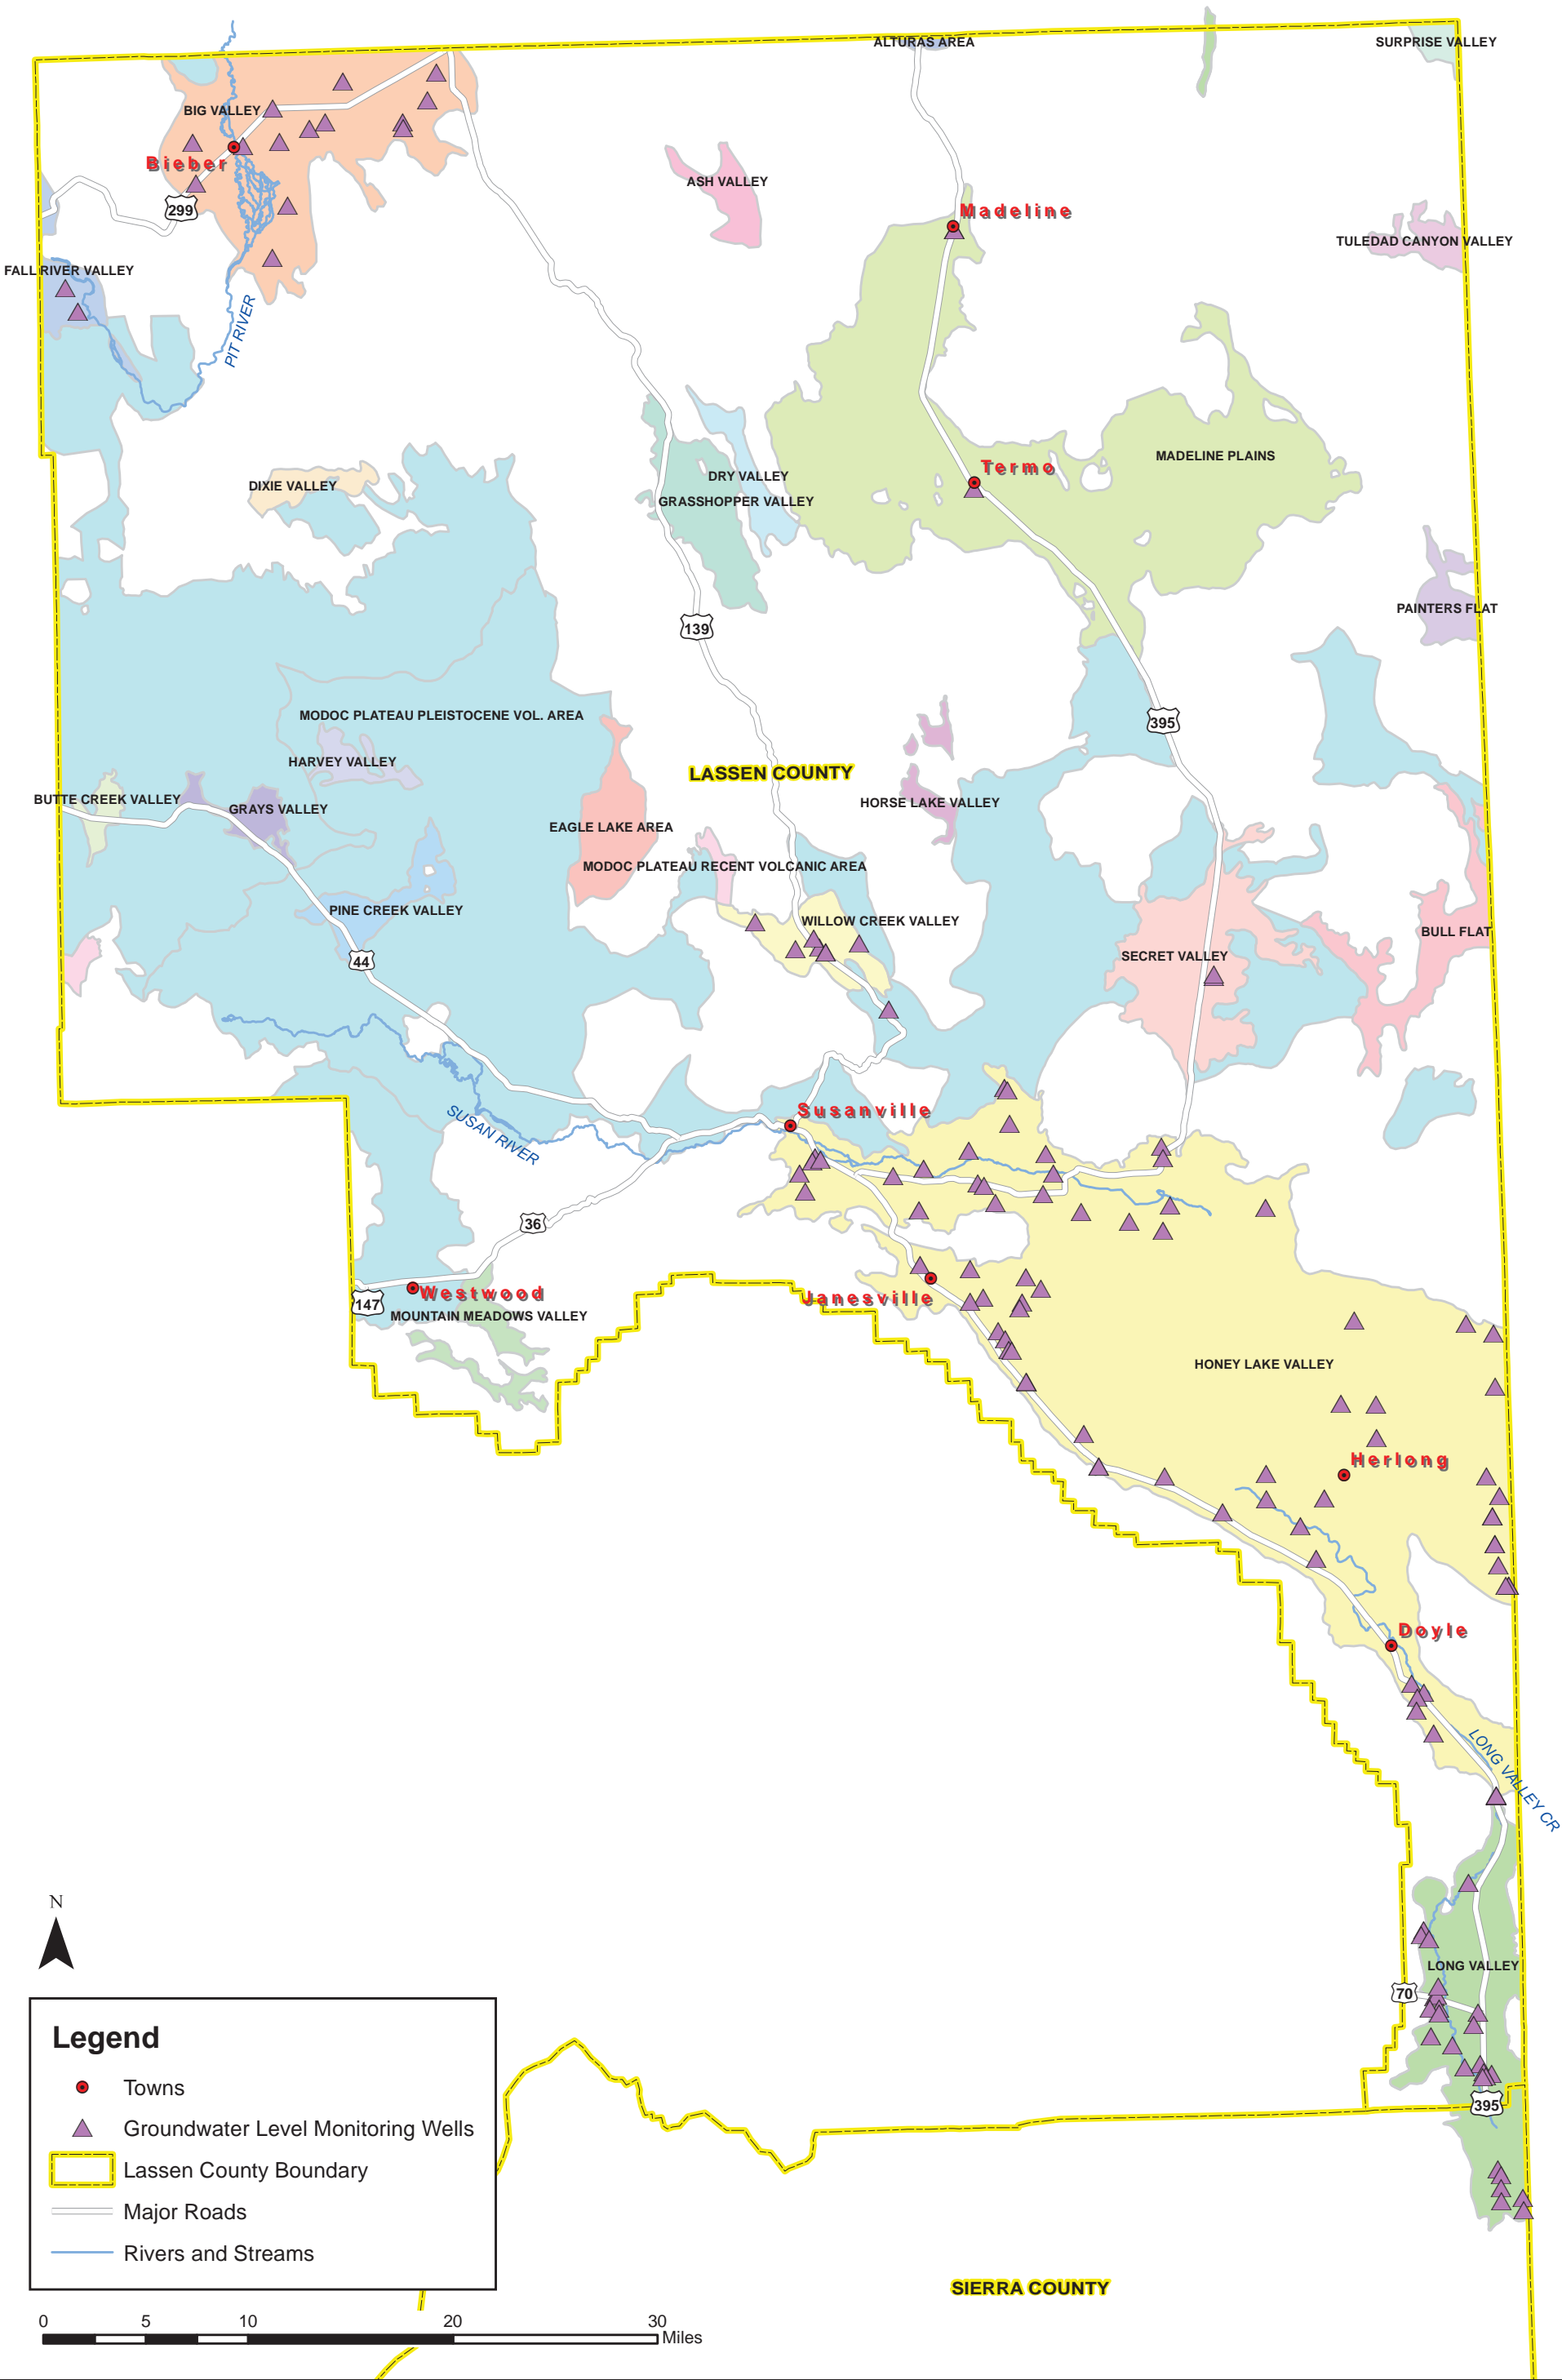 ALTURAS AREA
SURPRISE VALLEY
BIG VALLEY
Bieber
299
ASH VALLEY
Madeline
TULEDAD CANYON VALLEY
FALL RIVER VALLEY
PIT RIVER
DIXIE VALLEY
DRY VALLEY
GRASSHOPPER VALLEY
Termo
MADELINE PLAINS
PAINTERS FLAT
139
MODOC PLATEAU PLEISTOCENE VOL. AREA
395
HARVEY VALLEY
LASSEN COUNTY
BUTTE CREEK VALLEY
GRAYS VALLEY
HORSE LAKE VALLEY
EAGLE LAKE AREA
MODOC PLATEAU RECENT VOLCANIC AREA
PINE CREEK VALLEY
WILLOW CREEK VALLEY
BULL FLAT
SECRET VALLEY
44
SUSAN RIVER
Susanville
36
Westwood
147
MOUNTAIN MEADOWS VALLEY
Janesville
HONEY LAKE VALLEY
Herlong
Doyle
LONG VALLEY CR
LONG VALLEY
70
395
N
Legend
Towns
Groundwater Level Monitoring Wells
Lassen County Boundary
Major Roads
Rivers and Streams
SIERRA COUNTY
0 5 10 20 30
Miles